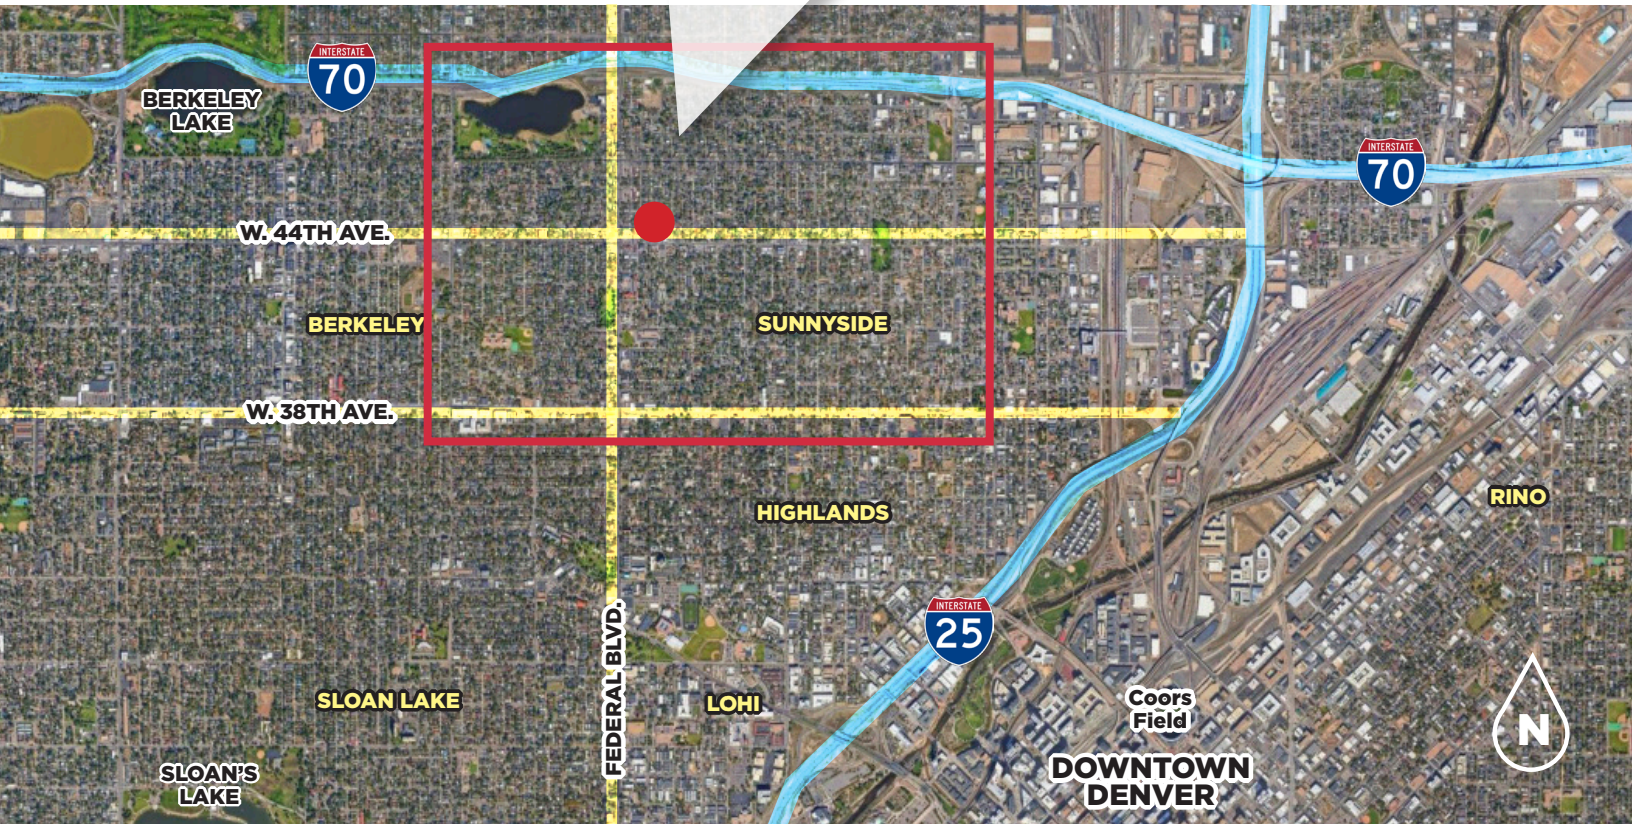 INTERSTATE
70
BERKELEY
LAKE
INTERSTATE
70
W. 44TH AVE.
BERKELEY
SUNNYSIDE
W. 38TH AVE.
HIGHLANDS
RINO
INTERSTATE
25
FEDERAL BLVD.
SLOAN LAKE
LOHI
Coors
Field
N
SLOAN'S
LAKE
DOWNTOWN
DENVER